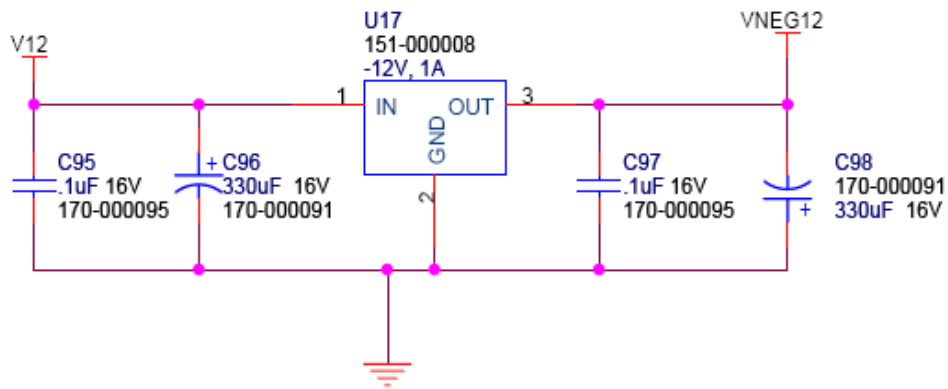 V12
U17
151-000008
-12V, 1A
VNEG12
1
IN
OUT
3
GND
2
C95
.1uF 16V
170-000095
+
C96
330uF 16V
170-000091
C97
.1uF 16V
170-000095
C98
170-000091
330uF 16V
+